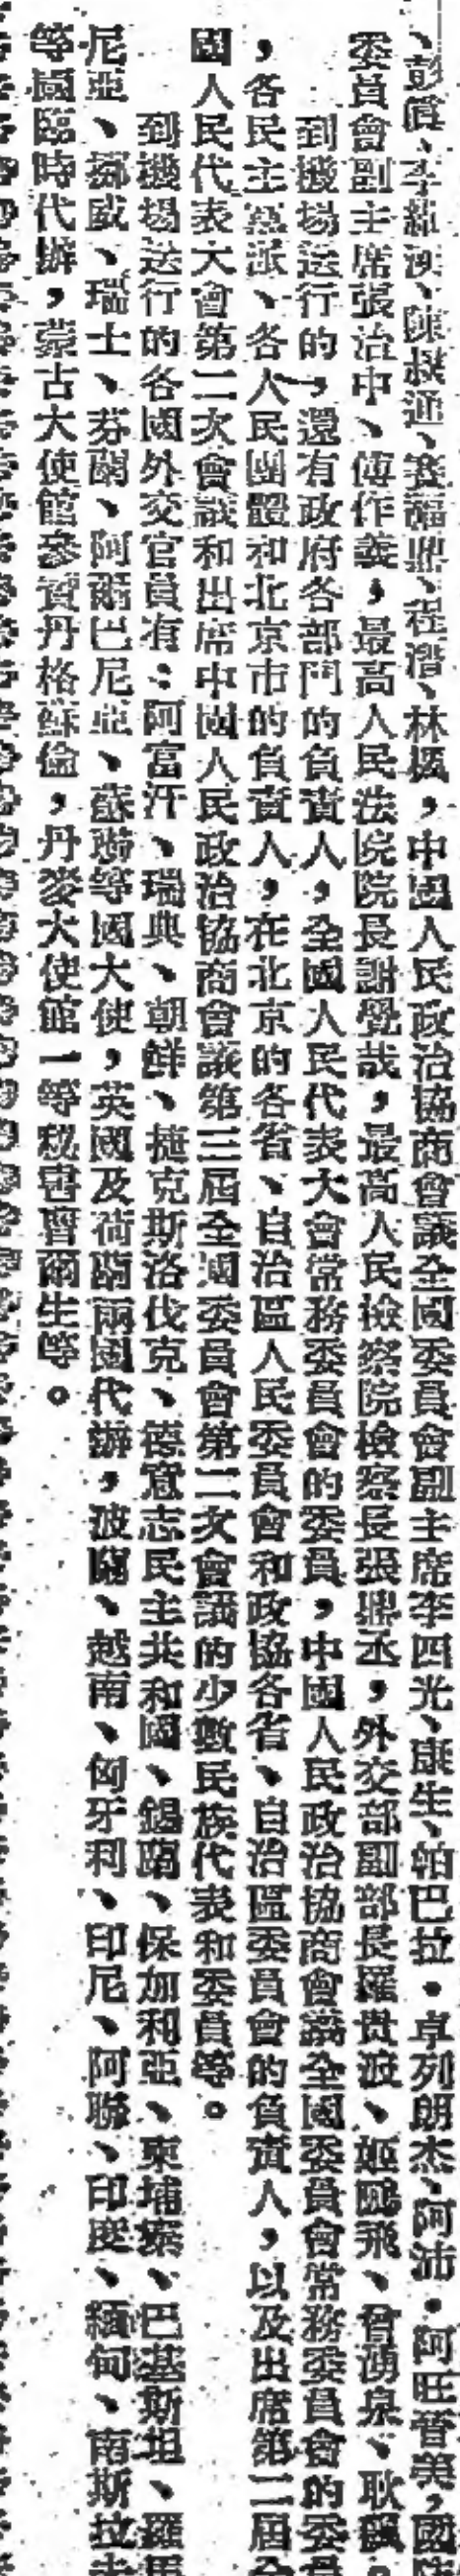 、彭眞、李維漢、陳叔通、賽福鼎、程潛、林楓，中國人民政治協商會議全國委員會副主席李四光、康生、帕巴拉·卓列朗杰、阿沛·阿旺晉美，國
委員會副主席張治中、傅作義，最高人民法院院長謝覺哉，最高人民檢察院檢察長張鼎丞，外交部副部長羅貴波、姬鵬飛、曾湧泉、耿飈。
到機場送行的，還有政府各部門的負責人，全國人民代表大會常務委員會的委員，中國人民政治協商會議全國委員會常務委員會的委員
，各民主黨派、各人民團體和北京市的負責人，在北京的各省、自治區人民委員會和政協各省、自治區委員會的負責人，以及出席第二屆全
國人民代表大會第二次會議和出席中國人民政治協商會議第三屆全國委員會第二次會議的少數民族代表和委員等。
到機場送行的各國外交官員有：阿富汗、瑞典、朝鮮、捷克斯洛伐克、德意志民主共和國、錫蘭、保加利亞、柬埔寨、巴基斯坦、羅馬
尼亞、挪威、瑞士、芬蘭、阿爾巴尼亞、蘇聯等國大使，英國及荷蘭兩國代辦，波蘭、越南、匈牙利、印尼、阿聯、印度、緬甸、南斯拉夫
等國臨時代辦，蒙古大使館參贊丹格蘇倫，丹麥大使館一等秘書曹爾生等。